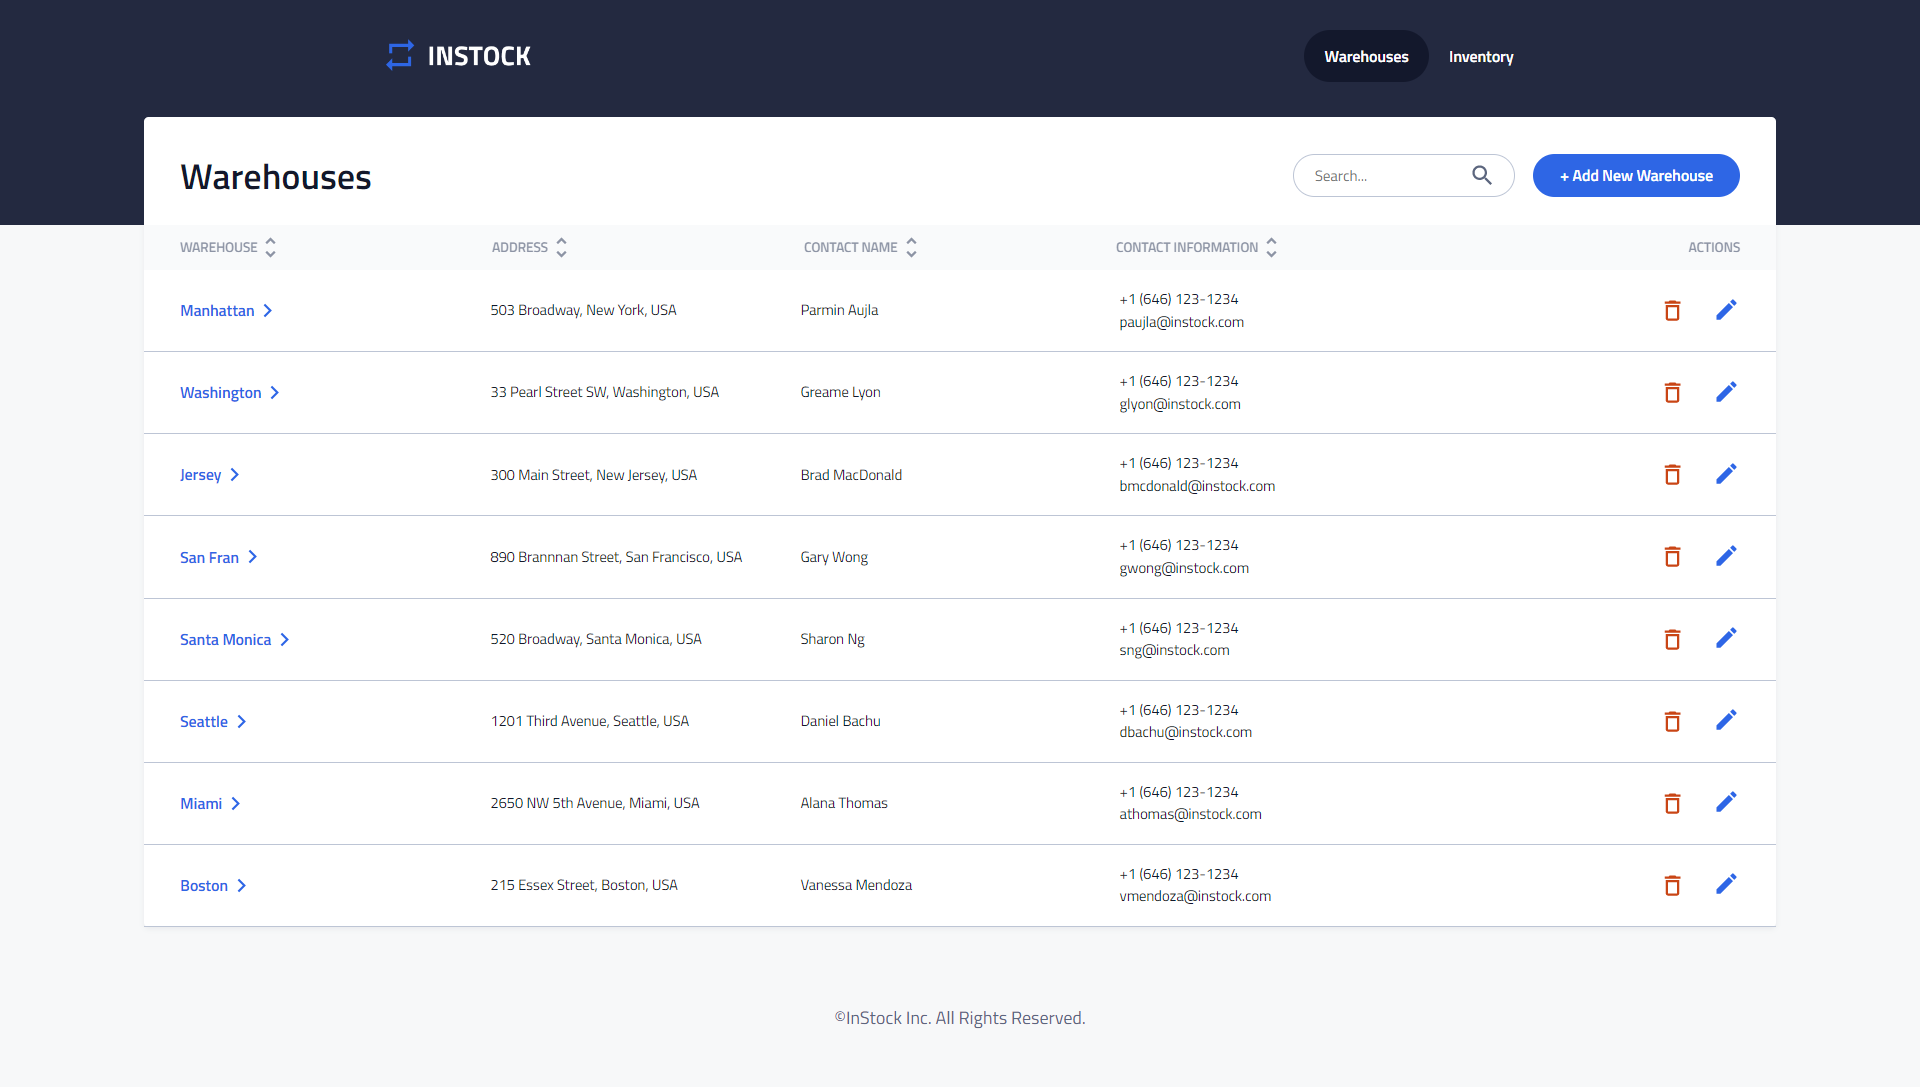 INSTOCK
Warehouses Inventory
Warehouses
Search...
+ Add New Warehouse
WAREHOUSE ADDRESS CONTACT NAME CONTACT INFORMATION ACTIONS
Manhattan 503 Broadway, New York, USA Parmin Aujla +1 (646) 123-1234
paujla@instock.com
Washington 33 Pearl Street SW, Washington, USA Greame Lyon +1 (646) 123-1234
glyon@instock.com
Jersey 300 Main Street, New Jersey, USA Brad MacDonald +1 (646) 123-1234
bmcdonald@instock.com
San Fran 890 Brannnan Street, San Francisco, USA Gary Wong +1 (646) 123-1234
gwong@instock.com
Santa Monica 520 Broadway, Santa Monica, USA Sharon Ng +1 (646) 123-1234
sng@instock.com
Seattle 1201 Third Avenue, Seattle, USA Daniel Bachu +1 (646) 123-1234
dbachu@instock.com
Miami 2650 NW 5th Avenue, Miami, USA Alana Thomas +1 (646) 123-1234
athomas@instock.com
Boston 215 Essex Street, Boston, USA Vanessa Mendoza +1 (646) 123-1234
vmendoza@instock.com
©InStock Inc. All Rights Reserved.